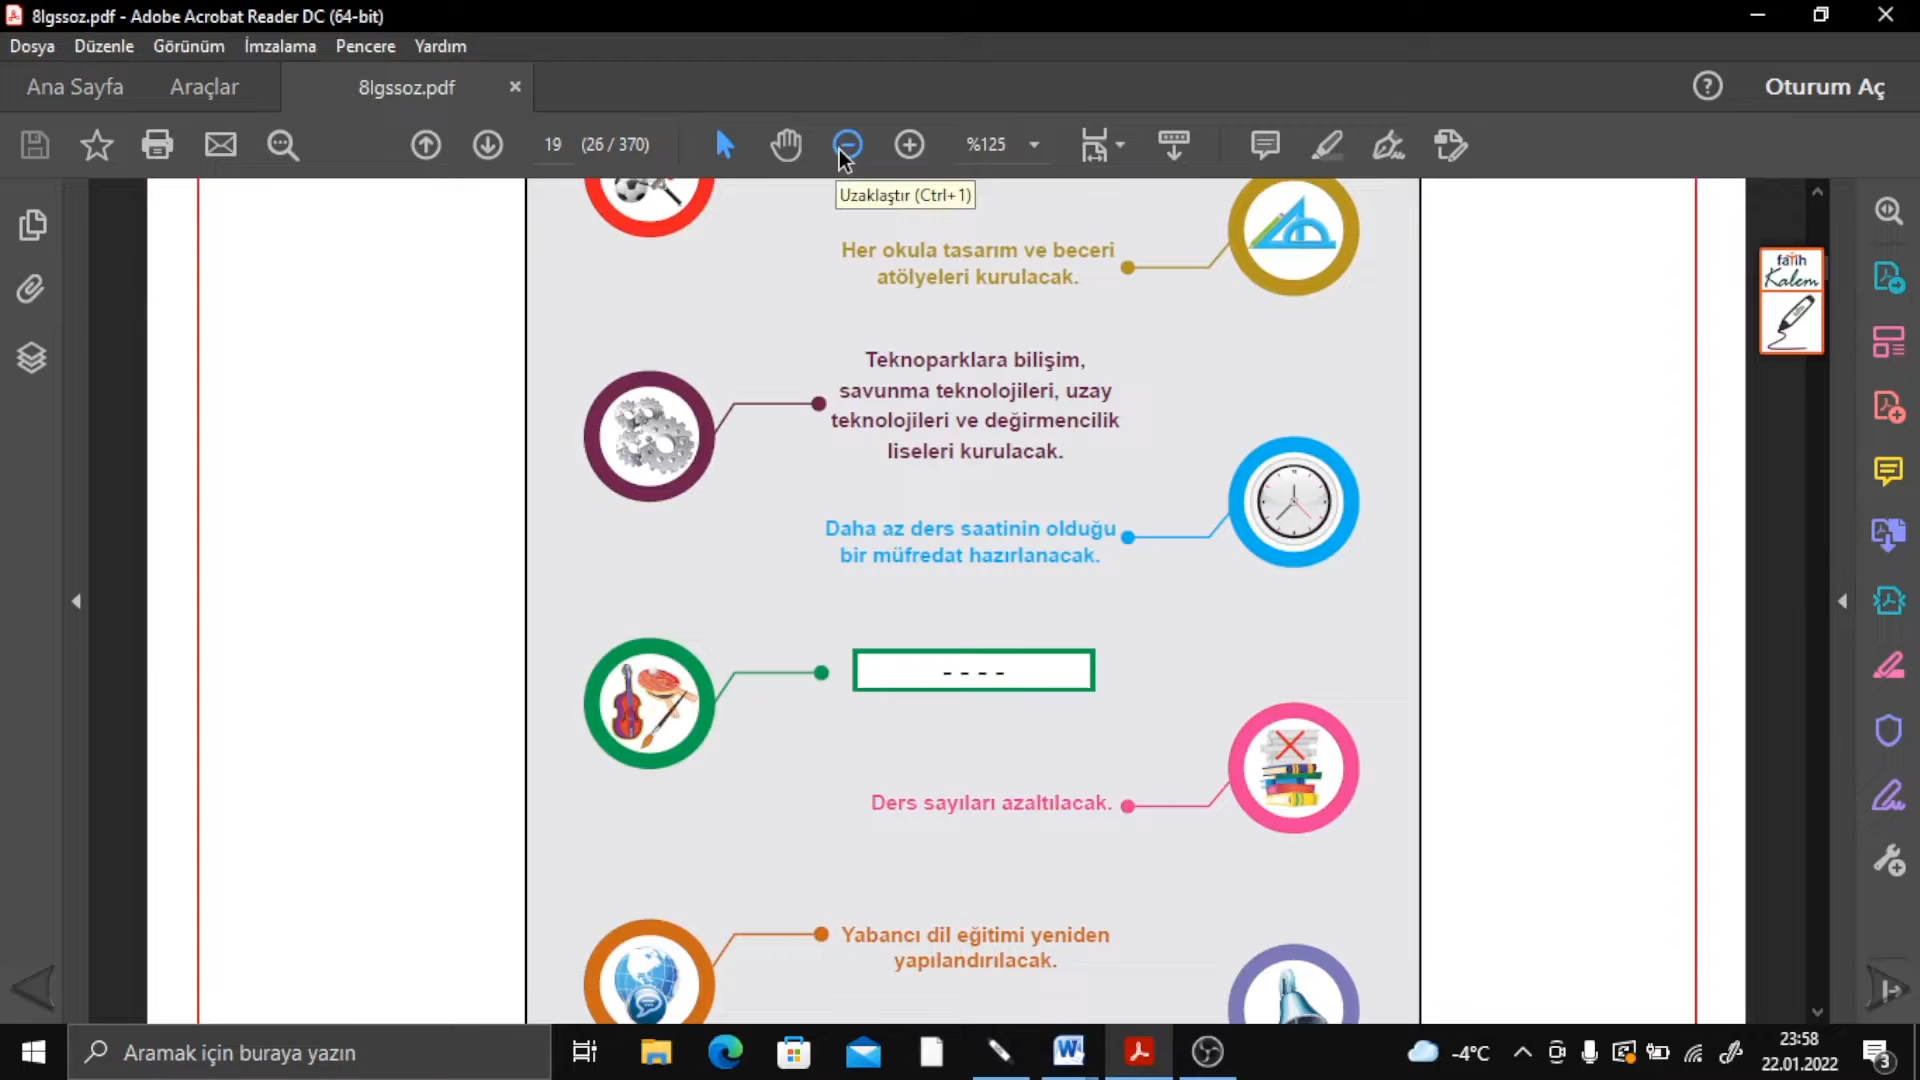 8lgssoz.pdf - Adobe Acrobat Reader DC (64-bit)
Dosya Düzenle Görünüm İmzalama Pencere Yardım
Ana Sayfa Araçlar 8lgssoz.pdf Oturum Aç
19 (26 / 370) %125
Uzaklaştır (Ctrl+1)
Her okula tasarım ve beceri
atölyeleri kurulacak.
fatih
Kalem
Teknoparklara bilişim,
savunma teknolojileri, uzay
teknolojileri ve değirmencilik
liseleri kurulacak.
Daha az ders saatinin olduğu
bir müfredat hazırlanacak.
- - - -
Ders sayıları azaltılacak.
Yabancı dil eğitimi yeniden
yapılandırılacak.
Aramak için buraya yazın
-4°C
23:58
22.01.2022
3